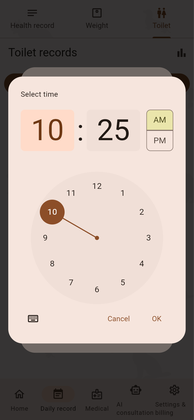 Health record
Weight
Toilet
Toilet records
Select time
10 : 25
AM
PM
12
1
2
3
4
5
6
7
8
9
10
11
Cancel
OK
Home
Daily record
Medical
AI consultation
Settings & billing